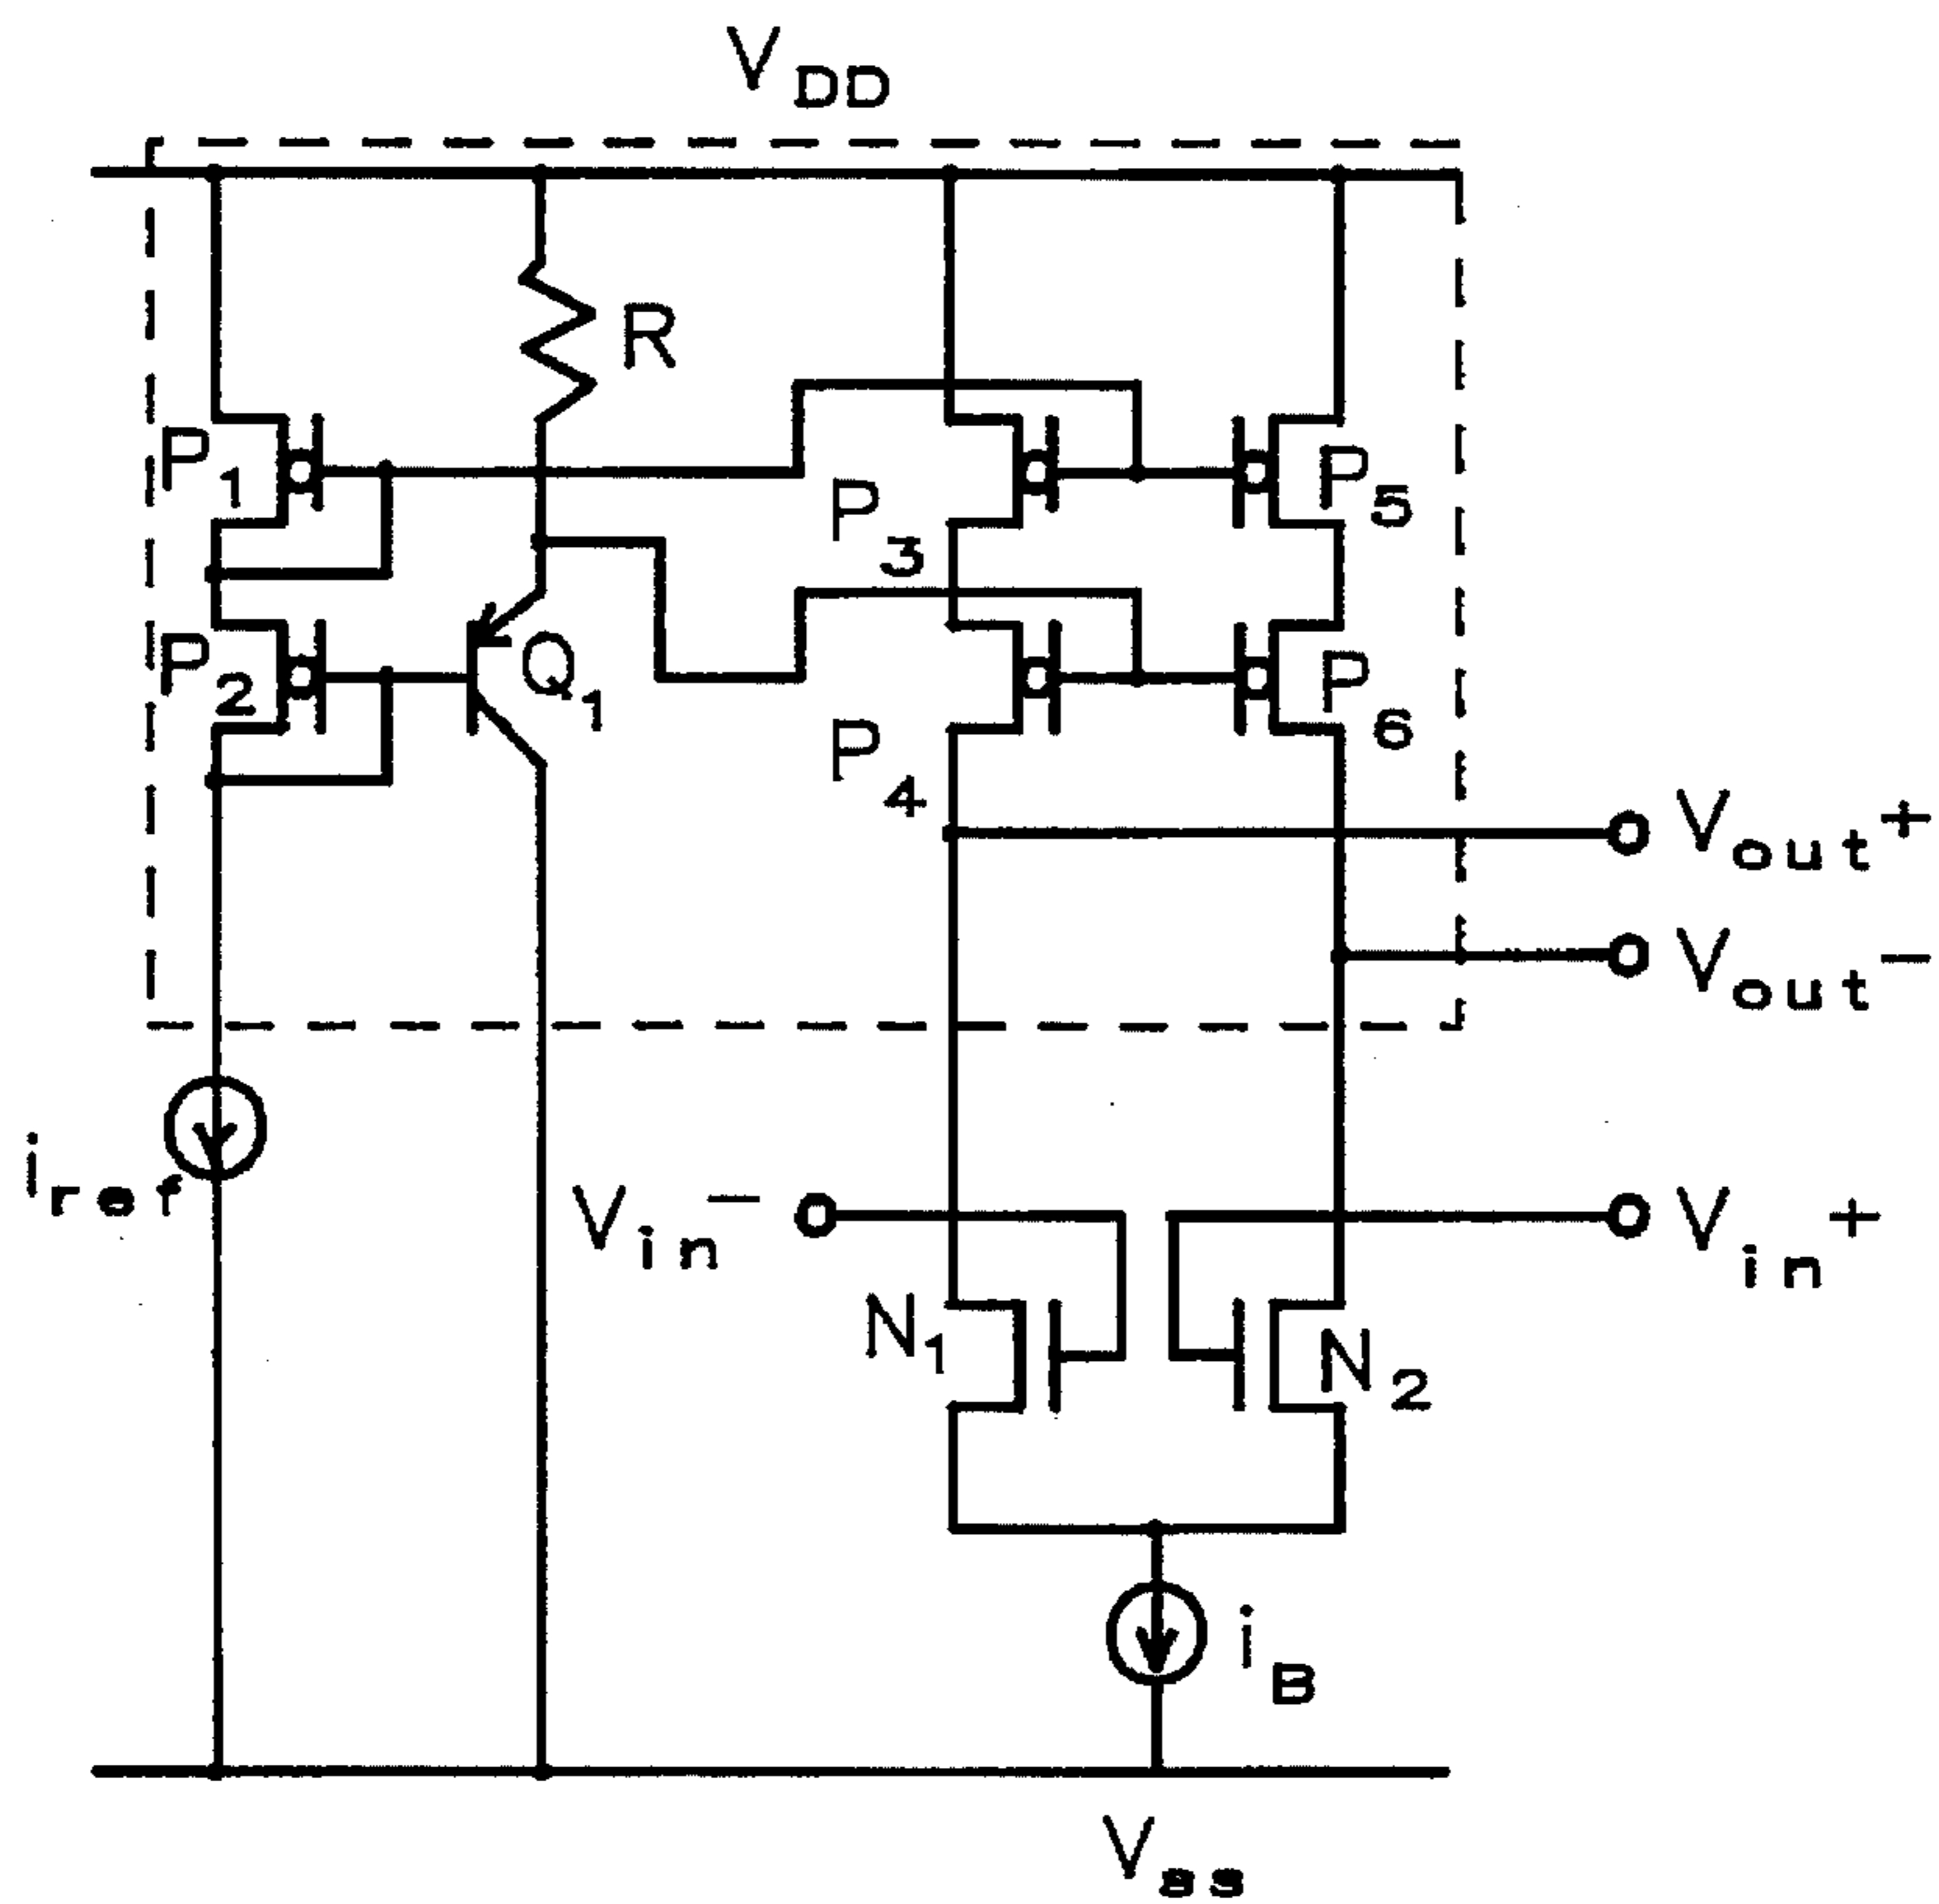 VDD
R
P1
P5
P3
P2
Q1
P6
P4
Vout+
Vout-
iref
Vin-
Vin+
N1
N2
iB
Vss